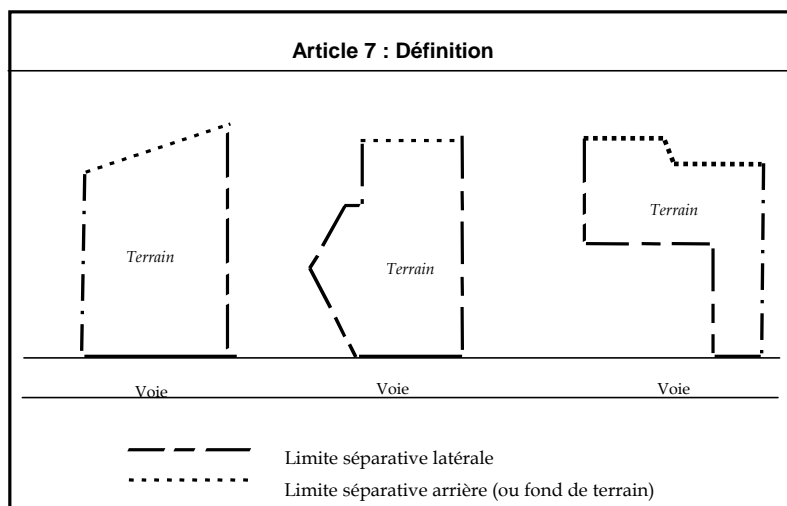 Article 7 : Définition
Terrain
Terrain
Terrain
Voie
Voie
Voie
Limite séparative latérale
Limite séparative arrière (ou fond de terrain)